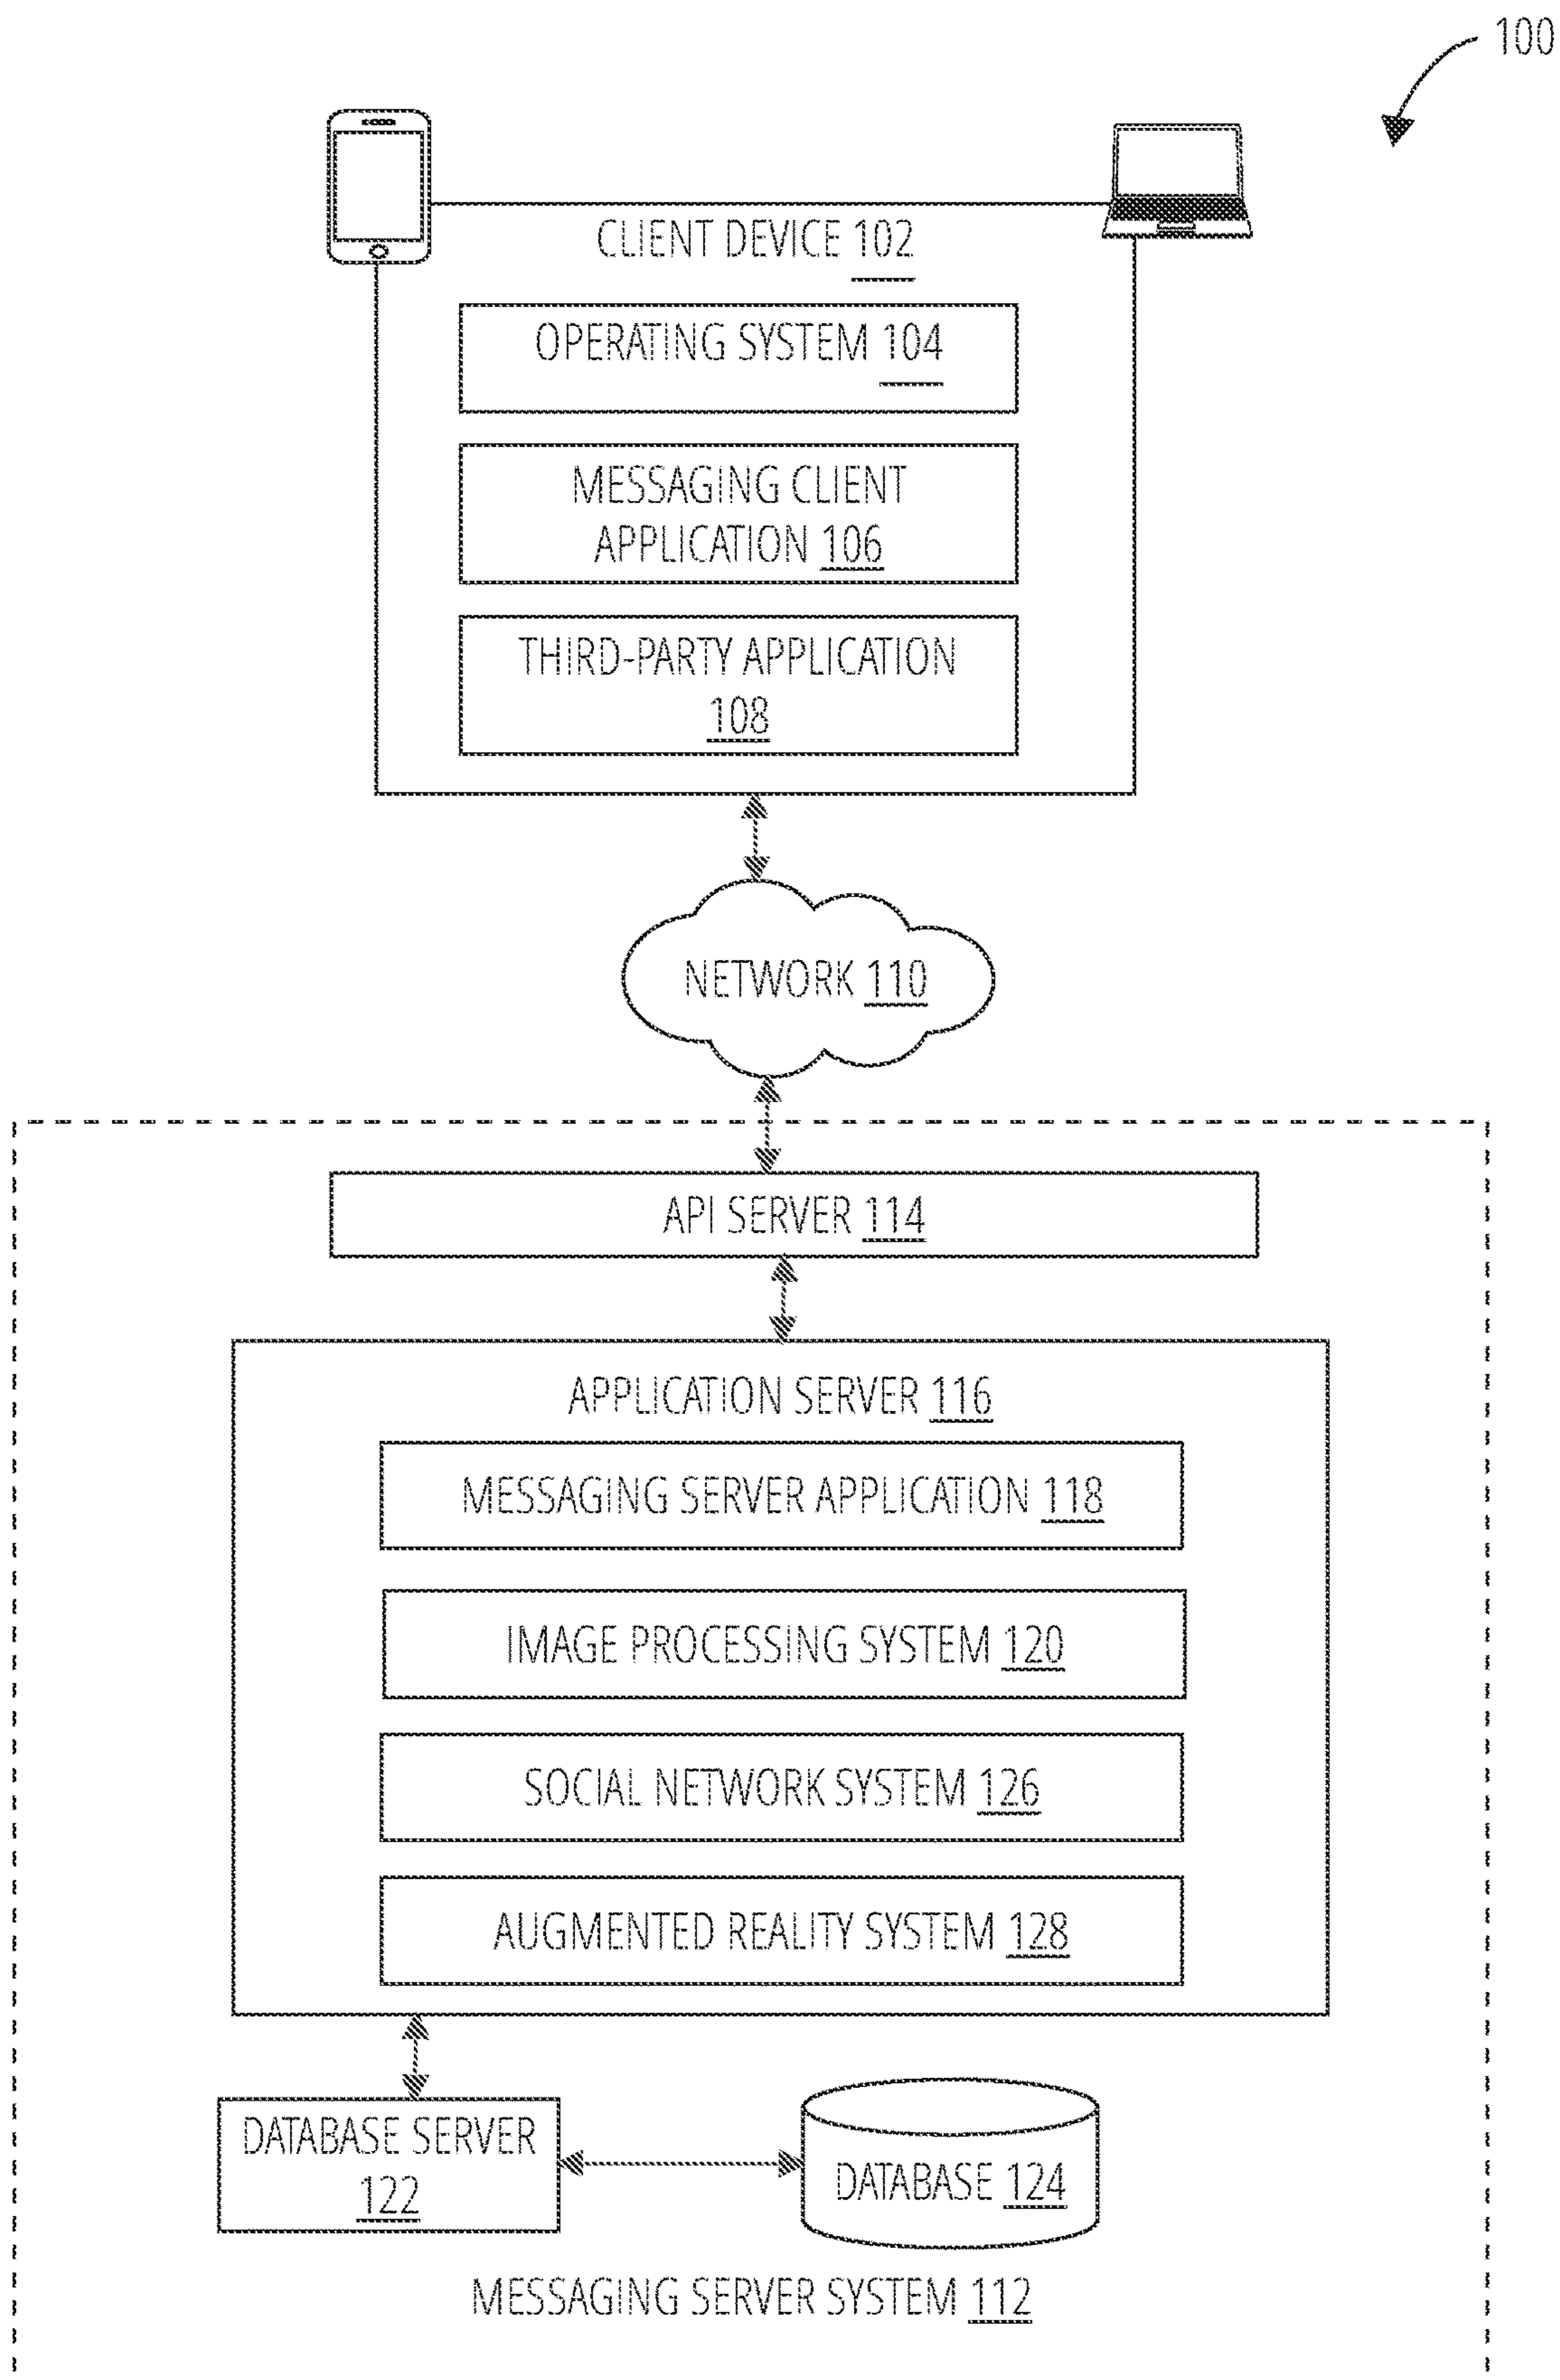 100
CLIENT DEVICE 102
OPERATING SYSTEM 104
MESSAGING CLIENT
APPLICATION 106
THIRD-PARTY APPLICATION
108
NETWORK 110
API SERVER 114
APPLICATION SERVER 116
MESSAGING SERVER APPLICATION 118
IMAGE PROCESSING SYSTEM 120
SOCIAL NETWORK SYSTEM 126
AUGMENTED REALITY SYSTEM 128
DATABASE SERVER
122
DATABASE 124
MESSAGING SERVER SYSTEM 112